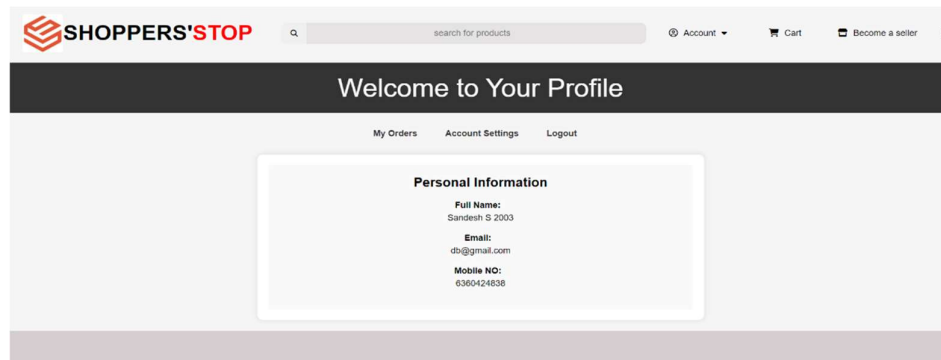 SHOPPERS'STOP
search for products
Account
Cart
Become a seller
Welcome to Your Profile
My Orders
Account Settings
Logout
Personal Information
Full Name:
Sandesh S 2003
Email:
db@gmail.com
Mobile NO:
6360424838